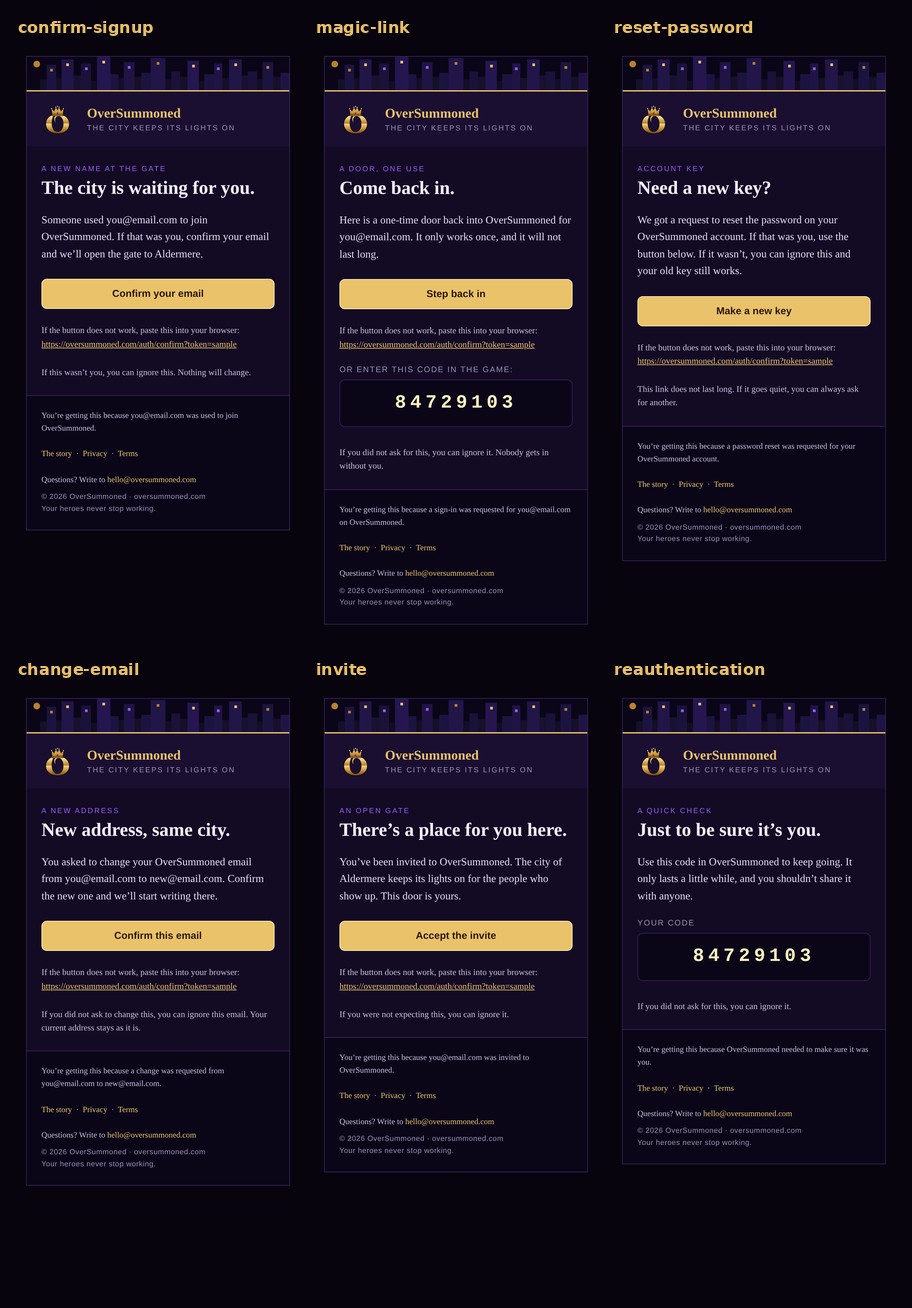 confirm-signup
OverSummoned
THE CITY KEEPS ITS LIGHTS ON
A NEW NAME AT THE GATE
The city is waiting for you.
Someone used you@email.com to join
OverSummoned. If that was you, confirm your email
and we’ll open the gate to Aldermere.
Confirm your email
If the button does not work, paste this into your browser:
https://oversummoned.com/auth/confirm?token=sample
If this wasn’t you, you can ignore this. Nothing will change.
You’re getting this because you@email.com was used to join
OverSummoned.
The story · Privacy · Terms
Questions? Write to hello@oversummoned.com
© 2026 OverSummoned · oversummoned.com
Your heroes never stop working.
magic-link
OverSummoned
THE CITY KEEPS ITS LIGHTS ON
A DOOR, ONE USE
Come back in.
Here is a one-time door back into OverSummoned for
you@email.com. It only works once, and it will not
last long.
Step back in
If the button does not work, paste this into your browser:
https://oversummoned.com/auth/confirm?token=sample
OR ENTER THIS CODE IN THE GAME:
84729103
If you did not ask for this, you can ignore it. Nobody gets in
without you.
You’re getting this because a sign-in was requested for you@email.com
on OverSummoned.
The story · Privacy · Terms
Questions? Write to hello@oversummoned.com
© 2026 OverSummoned · oversummoned.com
Your heroes never stop working.
reset-password
OverSummoned
THE CITY KEEPS ITS LIGHTS ON
ACCOUNT KEY
Need a new key?
We got a request to reset the password on your
OverSummoned account. If that was you, use the
button below. If it wasn’t, you can ignore this and
your old key still works.
Make a new key
If the button does not work, paste this into your browser:
https://oversummoned.com/auth/confirm?token=sample
This link does not last long. If it goes quiet, you can always ask
for another.
You’re getting this because a password reset was requested for your
OverSummoned account.
The story · Privacy · Terms
Questions? Write to hello@oversummoned.com
© 2026 OverSummoned · oversummoned.com
Your heroes never stop working.
change-email
OverSummoned
THE CITY KEEPS ITS LIGHTS ON
A NEW ADDRESS
New address, same city.
You asked to change your OverSummoned email
from you@email.com to new@email.com. Confirm
the new one and we’ll start writing there.
Confirm this email
If the button does not work, paste this into your browser:
https://oversummoned.com/auth/confirm?token=sample
If you did not ask to change this, you can ignore this email. Your
current address stays as it is.
You’re getting this because a change was requested from
you@email.com to new@email.com.
The story · Privacy · Terms
Questions? Write to hello@oversummoned.com
© 2026 OverSummoned · oversummoned.com
Your heroes never stop working.
invite
OverSummoned
THE CITY KEEPS ITS LIGHTS ON
AN OPEN GATE
There’s a place for you here.
You’ve been invited to OverSummoned. The city of
Aldermere keeps its lights on for the people who
show up. This door is yours.
Accept the invite
If the button does not work, paste this into your browser:
https://oversummoned.com/auth/confirm?token=sample
If you were not expecting this, you can ignore it.
You’re getting this because you@email.com was invited to
OverSummoned.
The story · Privacy · Terms
Questions? Write to hello@oversummoned.com
© 2026 OverSummoned · oversummoned.com
Your heroes never stop working.
reauthentication
OverSummoned
THE CITY KEEPS ITS LIGHTS ON
A QUICK CHECK
Just to be sure it’s you.
Use this code in OverSummoned to keep going. It
only lasts a little while, and you shouldn’t share it
with anyone.
YOUR CODE
84729103
If you did not ask for this, you can ignore it.
You’re getting this because OverSummoned needed to make sure it was
you.
The story · Privacy · Terms
Questions? Write to hello@oversummoned.com
© 2026 OverSummoned · oversummoned.com
Your heroes never stop working.